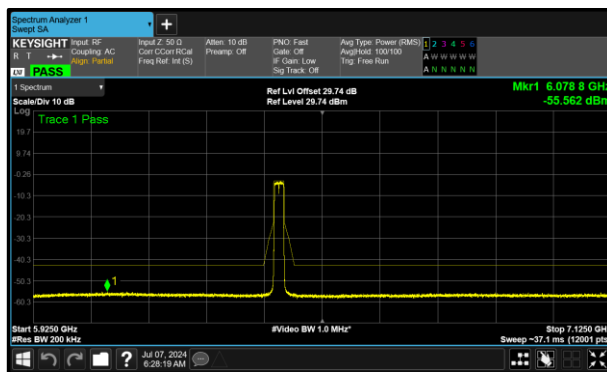 Spectrum Analyzer 1
Swept SA
+
KEYSIGHT Input: RF Input Z: 50 Ω Atten: 10 dB PNO: Fast Avg Type: Power (RMS) 1 2 3 4 5 6
R T Coupling: AC Corr CCorr RCal Preamp: Off Gate: Off Avg|Hold: 100/100 A W W W W W
Align: Partial Freq Ref: Int (S) IF Gain: Low Trig: Free Run
LXI PASS Sig Track: Off A N N N N N
1 Spectrum Ref Lvl Offset 29.74 dB Mkr1 6.078 8 GHz
Scale/Div 10 dB Ref Level 29.74 dBm -55.562 dBm
Log
Trace 1 Pass
19.7
9.74
-0.26
-10.3
-20.3
-30.3
-40.3
-50.3
1
-60.3
Start 5.9250 GHz #Video BW 1.0 MHz* Stop 7.1250 GH
#Res BW 200 kHz Sweep ~37.1 ms (12001 pts
? Jul 07, 2024
6:28:19 AM